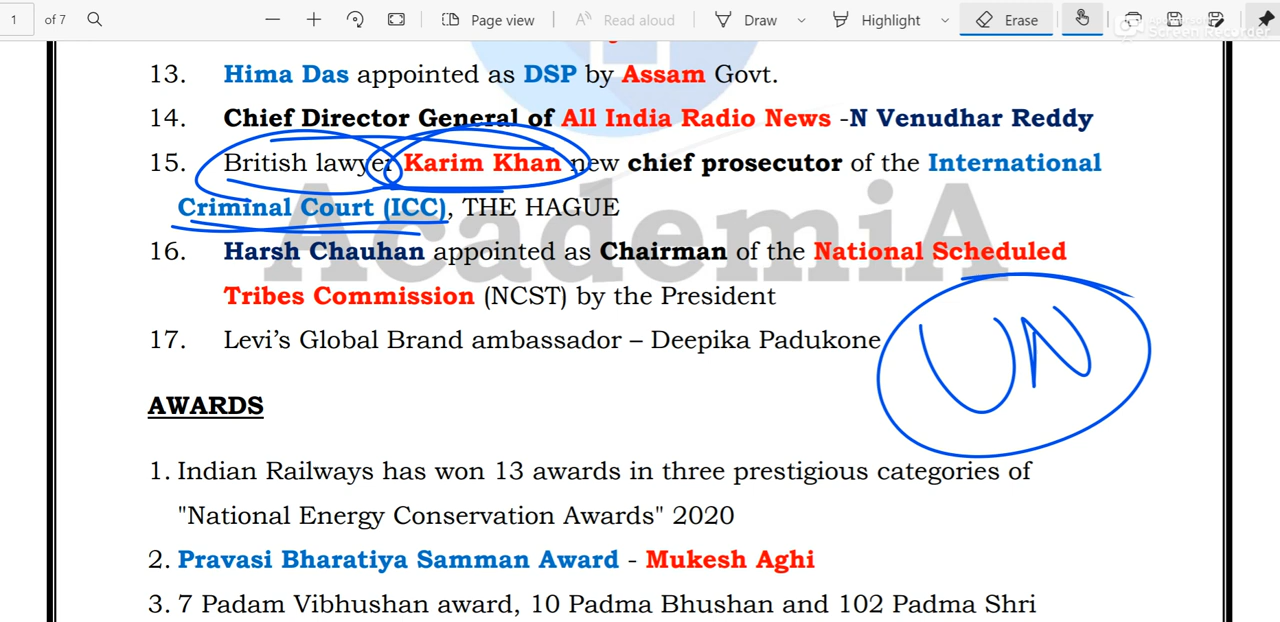 1 of 7 Page view Read aloud Draw Highlight Erase
13. Hima Das appointed as DSP by Assam Govt.
14. Chief Director General of All India Radio News -N Venudhar Reddy
15. British lawyer Karim Khan new chief prosecutor of the International
Criminal Court (ICC), THE HAGUE
AcademiA
16. Harsh Chauhan appointed as Chairman of the National Scheduled
Tribes Commission (NCST) by the President
UN
17. Levi's Global Brand ambassador – Deepika Padukone
AWARDS
1. Indian Railways has won 13 awards in three prestigious categories of
"National Energy Conservation Awards" 2020
2. Pravasi Bharatiya Samman Award - Mukesh Aghi
3. 7 Padam Vibhushan award, 10 Padma Bhushan and 102 Padma Shri